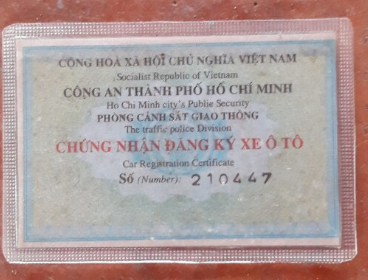 CỘNG HOÀ XÃ HỘI CHỦ NGHĨA VIỆT NAM
Socialist Republic of Vietnam
CÔNG AN THÀNH PHỐ HỒ CHÍ MINH
Ho Chi Minh city's Public Security
PHÒNG CẢNH SÁT GIAO THÔNG
The traffic police Division
CHỨNG NHẬN ĐĂNG KÝ XE Ô TÔ
Car Registration Certificate
Số (Number): 210447